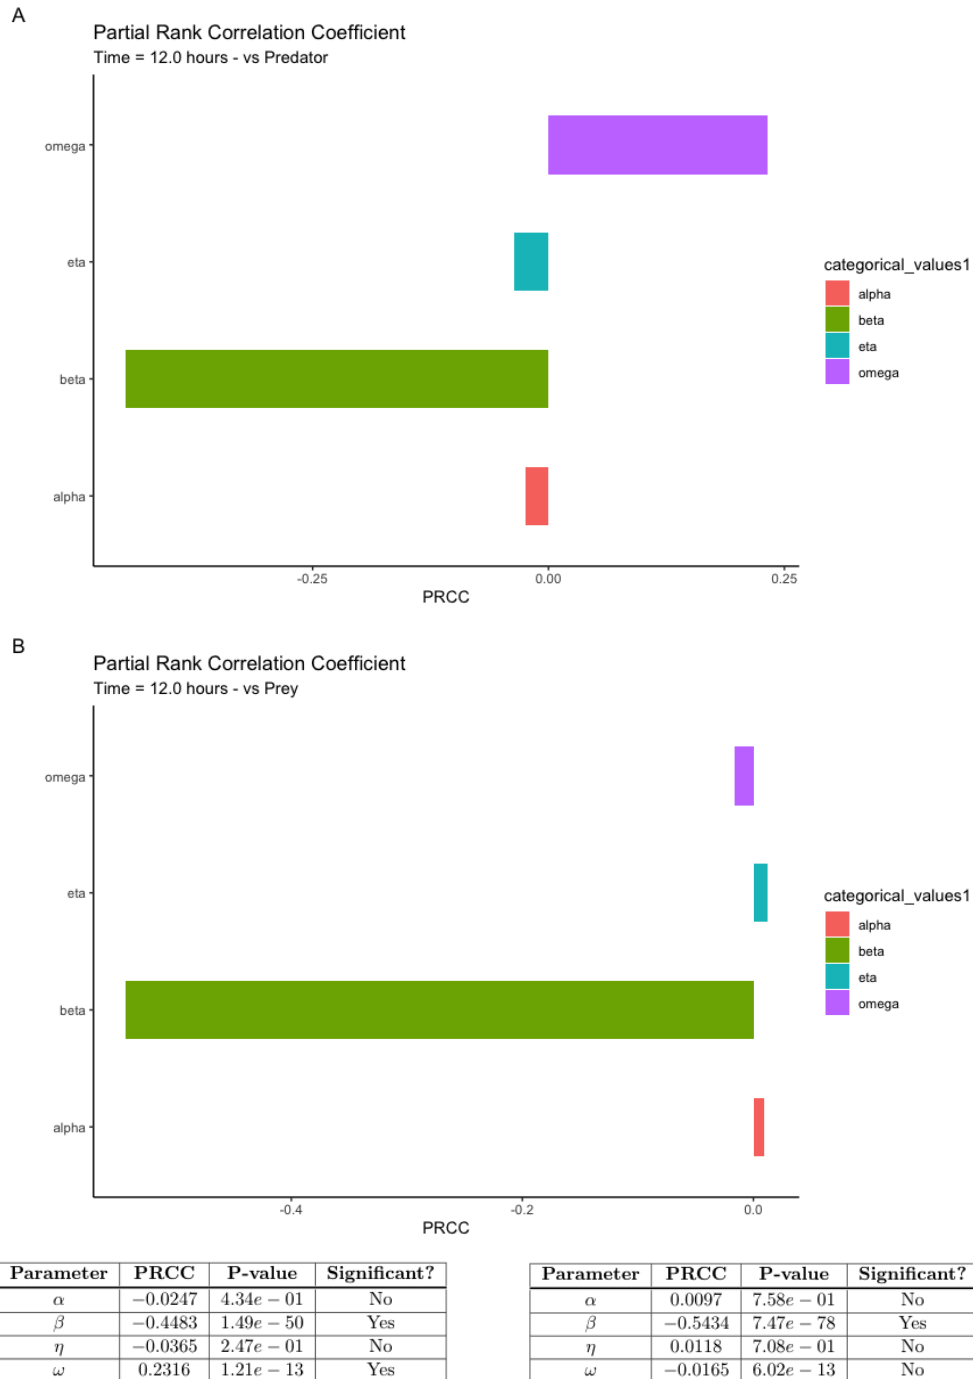 A
Partial Rank Correlation Coefficient
Time = 12.0 hours - vs Predator
omega
eta
beta
alpha
-0.25 0.00 0.25
PRCC
categorical_values1
alpha
beta
eta
omega
B
Partial Rank Correlation Coefficient
Time = 12.0 hours - vs Prey
omega
eta
beta
alpha
-0.4 -0.2 0.0
PRCC
categorical_values1
alpha
beta
eta
omega
Parameter PRCC P-value Significant?
α −0.0247 4.34e − 01 No
β −0.4483 1.49e − 50 Yes
η −0.0365 2.47e − 01 No
ω 0.2316 1.21e − 13 Yes
Parameter PRCC P-value Significant?
α 0.0097 7.58e − 01 No
β −0.5434 7.47e − 78 Yes
η 0.0118 7.08e − 01 No
ω −0.0165 6.02e − 13 No